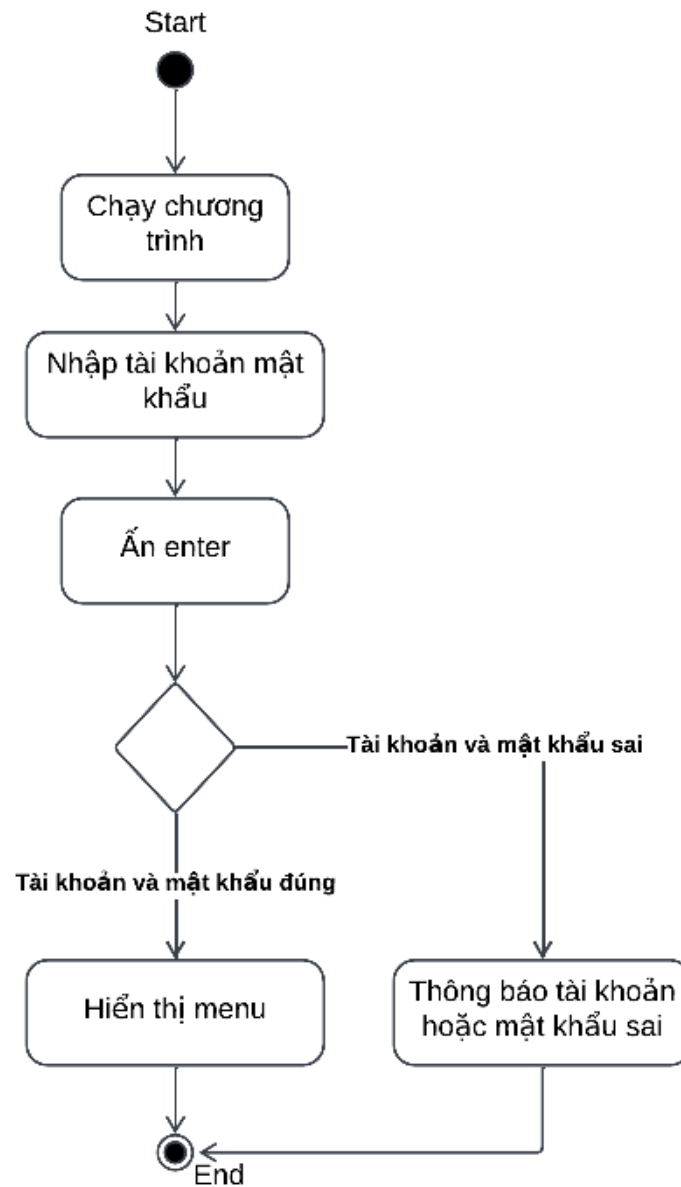 Start
Chạy chương
trình
Nhập tài khoản mật
khẩu
Ấn enter
Tài khoản và mật khẩu sai
Tài khoản và mật khẩu đúng
Hiển thị menu
Thông báo tài khoản
hoặc mật khẩu sai
End